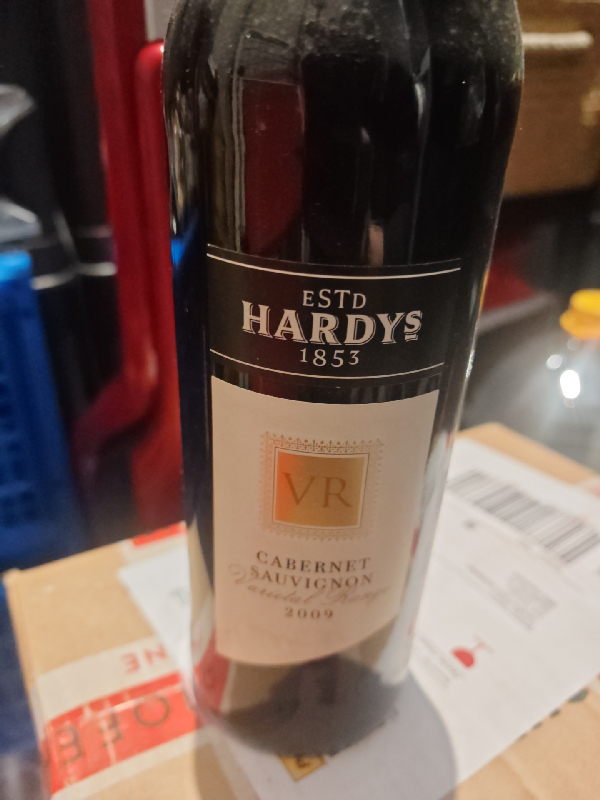 ESTD
HARDYS
1853
VR
CABERNET
SAUVIGNON
Varietal Range
2009